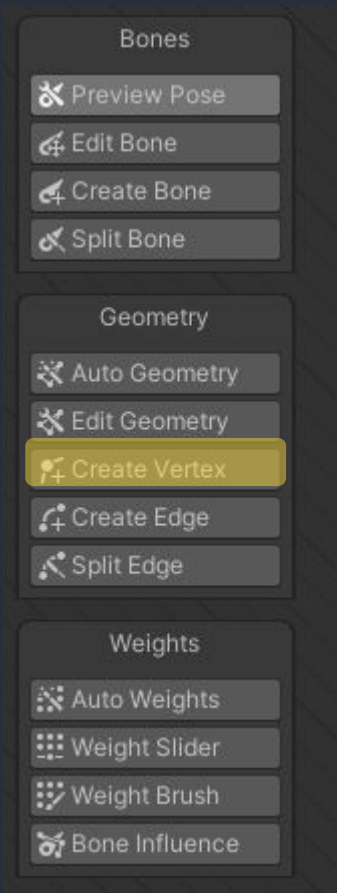 Bones
Preview Pose
Edit Bone
Create Bone
Split Bone
Geometry
Auto Geometry
Edit Geometry
Create Vertex
Create Edge
Split Edge
Weights
Auto Weights
Weight Slider
Weight Brush
Bone Influence